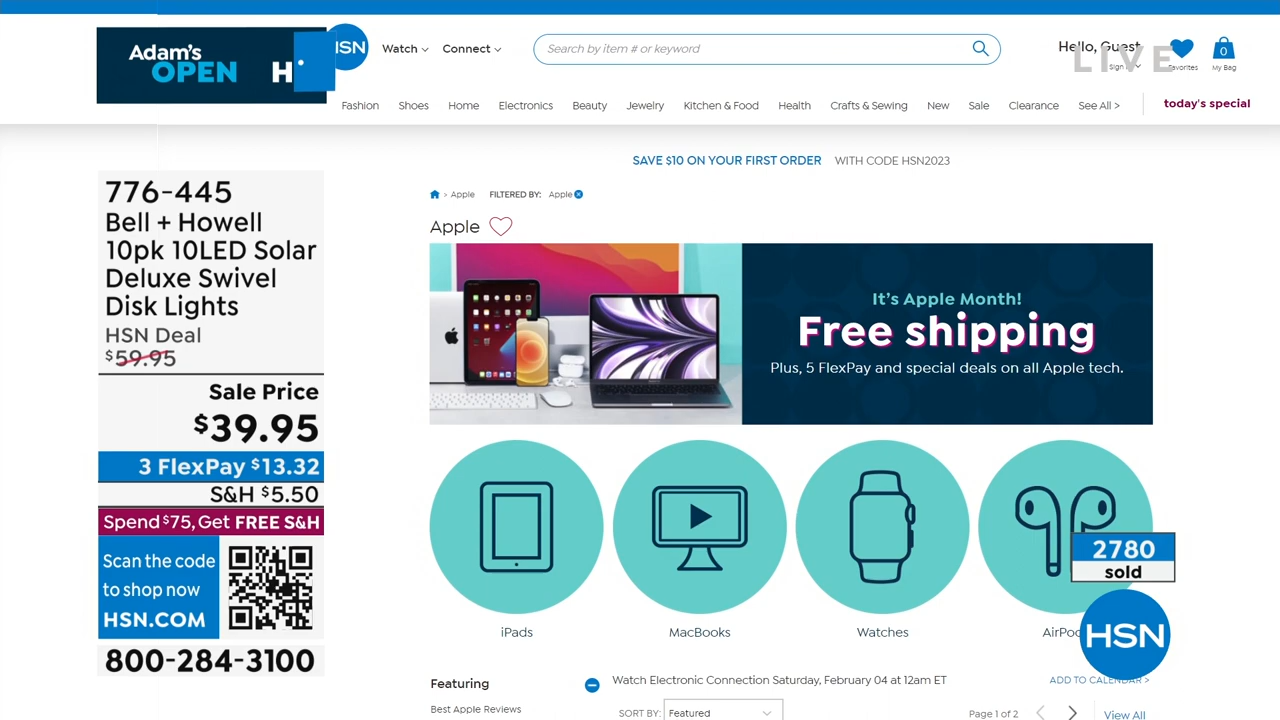 Adam's
OPEN H
HSN
Watch
Connect
Search by item # or keyword
Hello, Guest
LIVE
Favorites
0
My Bag
Fashion
Shoes
Home
Electronics
Beauty
Jewelry
Kitchen & Food
Health
Crafts & Sewing
New
Sale
Clearance
See All >
today's special
SAVE $10 ON YOUR FIRST ORDER WITH CODE HSN2023
> Apple FILTERED BY: Apple
Apple
It's Apple Month!
Free shipping
Plus, 5 FlexPay and special deals on all Apple tech.
iPads
MacBooks
Watches
AirPo
Featuring
Best Apple Reviews
Watch Electronic Connection Saturday, February 04 at 12am ET
ADD TO CALENDAR >
SORT BY: Featured
Page 1 of 2
View All
776-445
Bell + Howell
10pk 10LED Solar
Deluxe Swivel
Disk Lights
HSN Deal
$59.95
Sale Price
$39.95
3 FlexPay $13.32
S&H $5.50
Spend $75, Get FREE S&H
Scan the code
to shop now
HSN.COM
800-284-3100
2780
sold
HSN